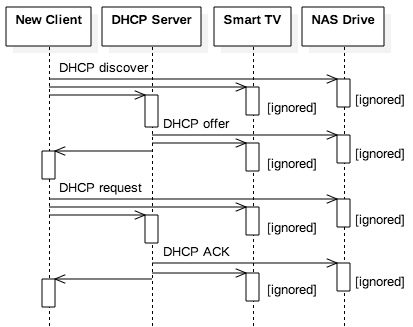 New Client
DHCP Server
Smart TV
NAS Drive
DHCP discover
[ignored]
[ignored]
DHCP offer
[ignored]
[ignored]
DHCP request
[ignored]
[ignored]
DHCP ACK
[ignored]
[ignored]